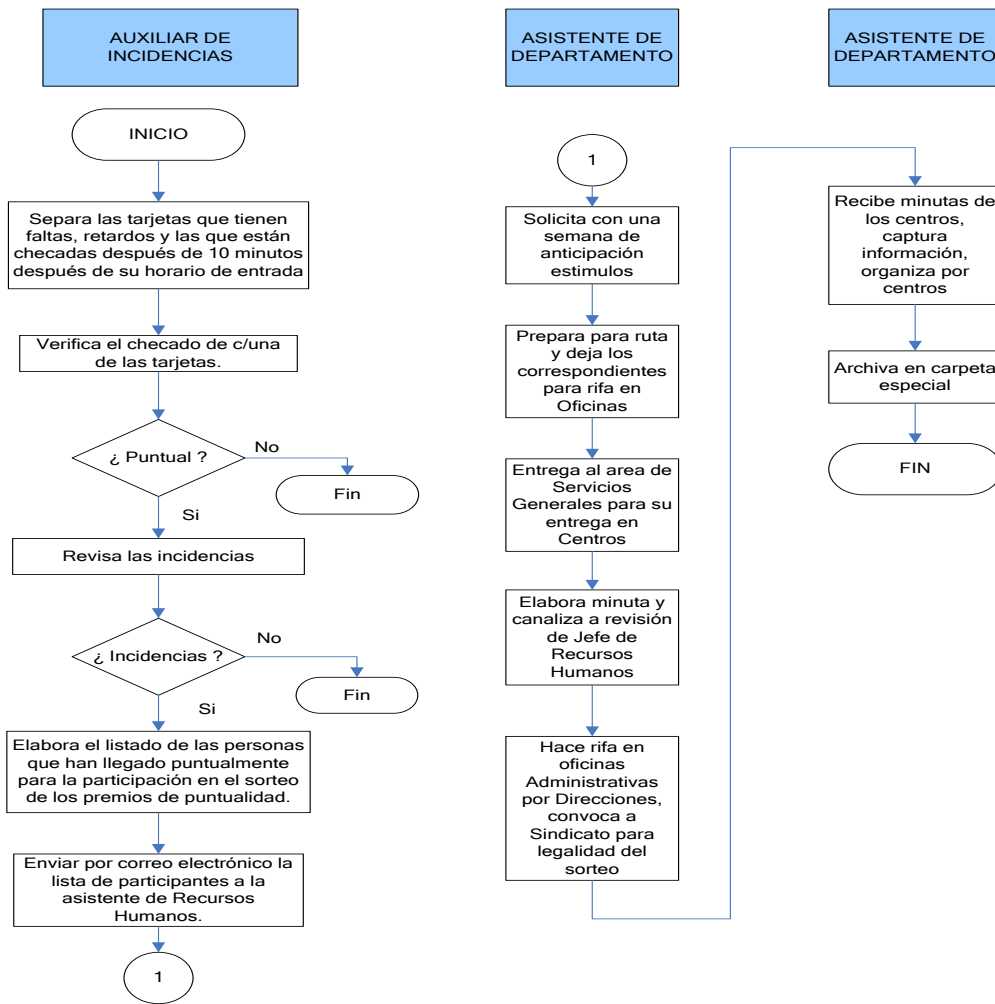 AUXILIAR DE
INCIDENCIAS
INICIO
Separa las tarjetas que tienen
faltas, retardos y las que están
checadas después de 10 minutos
después de su horario de entrada
Verifica el checado de c/una
de las tarjetas.
¿ Puntual ?
No
Fin
Si
Revisa las incidencias
¿ Incidencias ?
No
Fin
Si
Elabora el listado de las personas
que han llegado puntualmente
para la participación en el sorteo
de los premios de puntualidad.
Enviar por correo electrónico la
lista de participantes a la
asistente de Recursos
Humanos.
1
ASISTENTE DE
DEPARTAMENTO
1
Solicita con una
semana de
anticipación
estimulos
Prepara para ruta
y deja los
correspondientes
para rifa en
Oficinas
Entrega al area de
Servicios
Generales para su
entrega en
Centros
Elabora minuta y
canaliza a revisión
de Jefe de
Recursos
Humanos
Hace rifa en
oficinas
Administrativas
por Direcciones,
convoca a
Sindicato para
legalidad del
sorteo
ASISTENTE DE
DEPARTAMENTO
Recibe minutas de
los centros,
captura
información,
organiza por
centros
Archiva en carpeta
especial
FIN